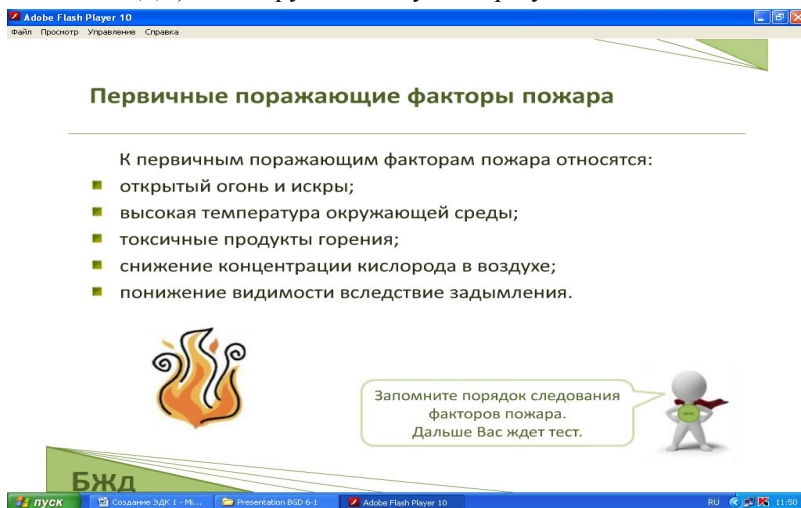 Adobe Flash Player 10
Файл Просмотр Управление Справка
Первичные поражающие факторы пожара
К первичным поражающим факторам пожара относятся:
открытый огонь и искры;
высокая температура окружающей среды;
токсичные продукты горения;
снижение концентрации кислорода в воздухе;
понижение видимости вследствие задымления.
Запомните порядок следования
факторов пожара.
Дальше Вас ждет тест.
БЖд
пуск Создание ЭДК 1 - Mi... Presentation BGD 6-1 Adobe Flash Player 10 RU 11:50